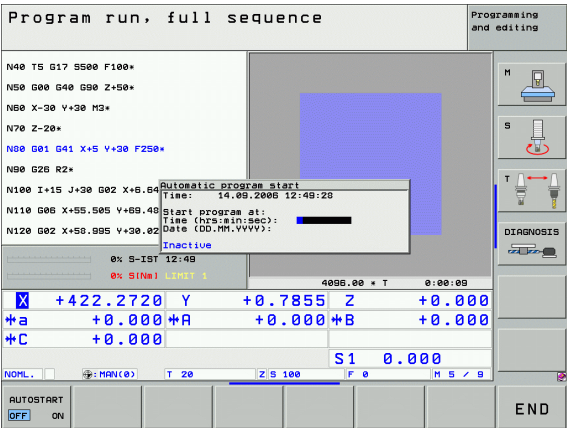 Program run, full sequence
Programming
and editing
N40 T5 G17 S500 F100*
N50 G00 G40 G90 Z+50*
N60 X-30 Y+30 M3*
N70 Z-20*
N80 G01 G41 X+5 Y+30 F250*
N90 G26 R2*
N100 I+15 J+30 G02 X+6.64
N110 G06 X+55.505 Y+69.48
N120 G02 X+58.995 Y+30.02
Automatic program start
Time: 14.09.2006 12:49:28
Start program at:
Time (hrs:min:sec):
Date (DD.MM.YYYY):
Inactive
M
S
T
DIAGNOSIS
0% S-IST 12:49
0% S[Nm] LIMIT 1
4096.00 * T 0:00:09
X +422.2720 Y +0.7855 Z +0.000
a +0.000 A +0.000 B +0.000
C +0.000
S1 0.000
NOML. : MAN(0) T 20 Z S 100 F 0 M 5 / 9
AUTOSTART
OFF ON
END